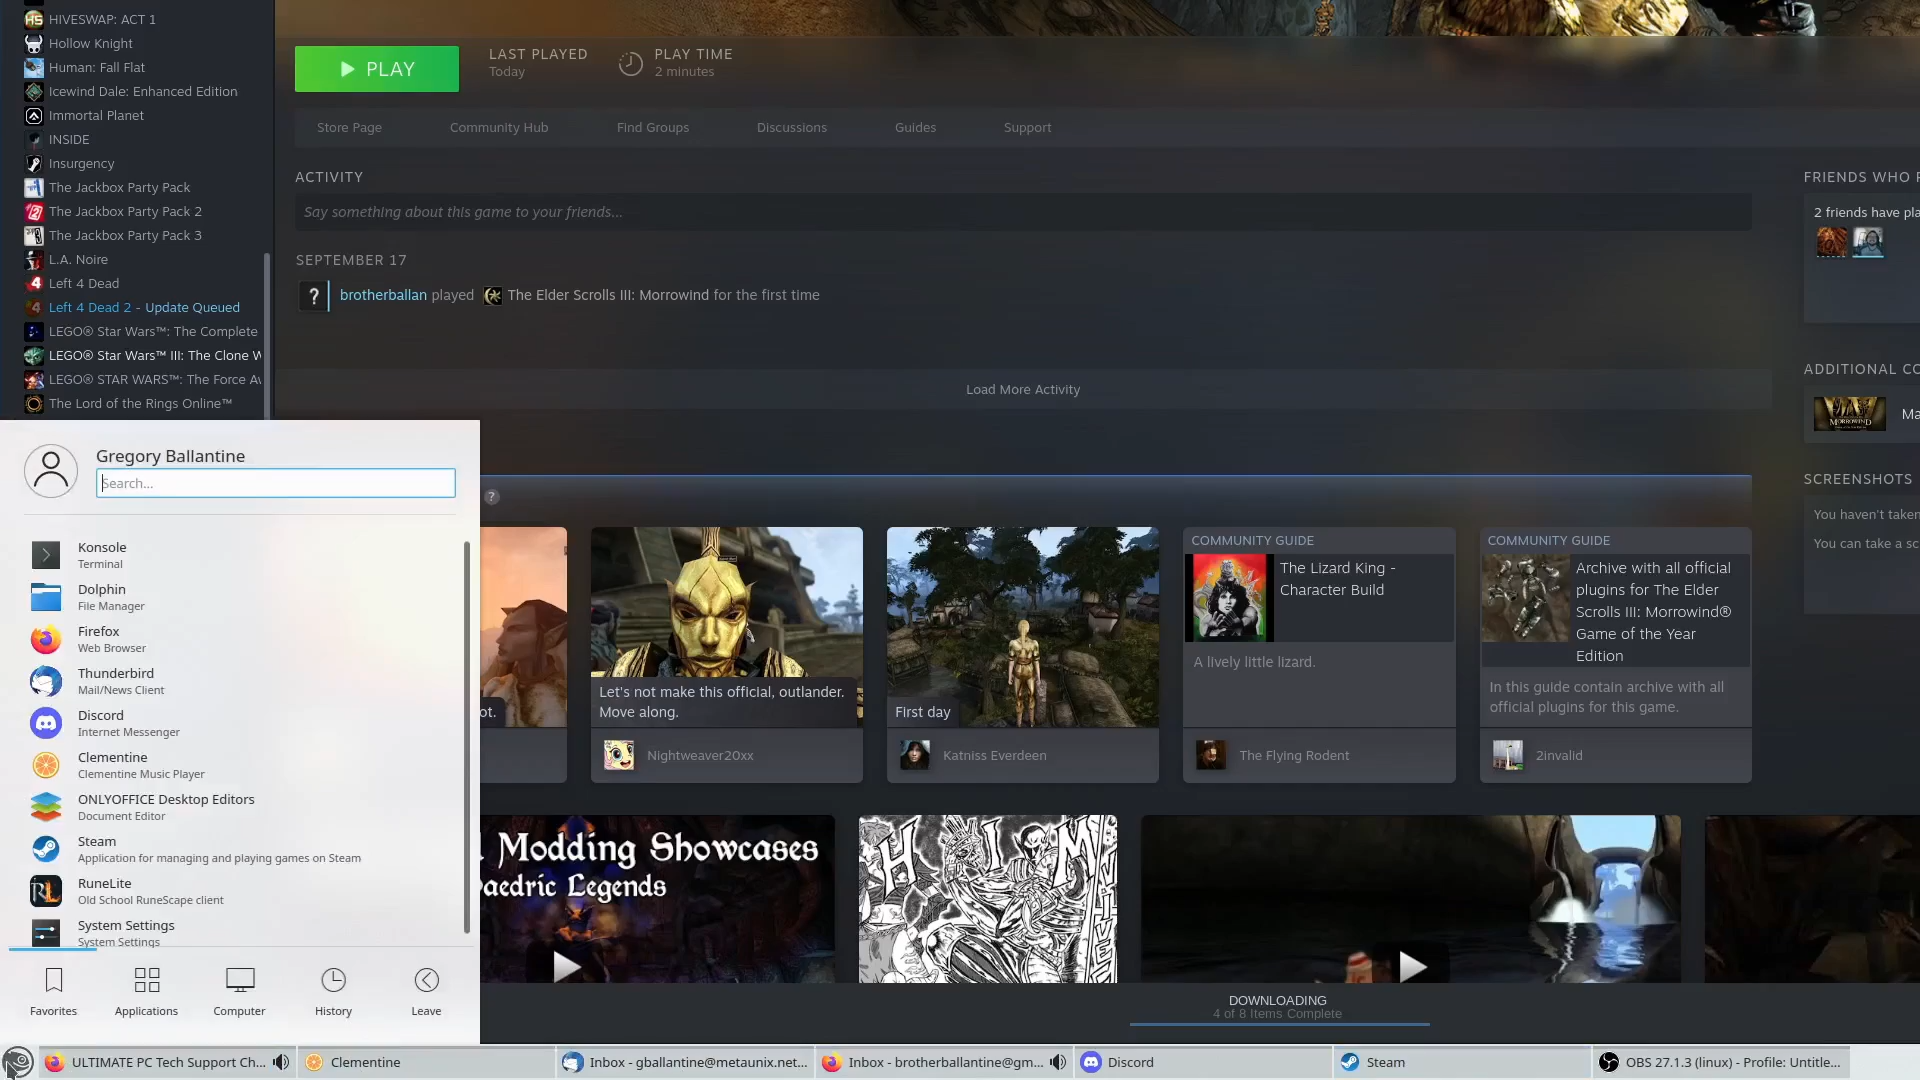 HIVESWAP: ACT 1
Hollow Knight
Human: Fall Flat
Icewind Dale: Enhanced Edition
Immortal Planet
INSIDE
Insurgency
The Jackbox Party Pack
The Jackbox Party Pack 2
The Jackbox Party Pack 3
L.A. Noire
Left 4 Dead
Left 4 Dead 2 - Update Queued
LEGO® Star Wars™: The Complete
LEGO® Star Wars™ III: The Clone W
LEGO® STAR WARS™: The Force Aw
The Lord of the Rings Online™
PLAY
LAST PLAYED
Today
PLAY TIME
2 minutes
Store Page
Community Hub
Find Groups
Discussions
Guides
Support
ACTIVITY
Say something about this game to your friends...
SEPTEMBER 17
brotherballan played The Elder Scrolls III: Morrowind for the first time
Load More Activity
FRIENDS WHO P
2 friends have pla
ADDITIONAL CO
MORROWIND
Ma
SCREENSHOTS
You haven't taken
You can take a sc
Gregory Ballantine
Search...
Konsole
Terminal
Dolphin
File Manager
Firefox
Web Browser
Thunderbird
Mail/News Client
Discord
Internet Messenger
Clementine
Clementine Music Player
ONLYOFFICE Desktop Editors
Document Editor
Steam
Application for managing and playing games on Steam
RuneLite
Old School RuneScape client
System Settings
System Settings
Favorites
Applications
Computer
History
Leave
?
ot.
Let's not make this official, outlander.
Move along.
Nightweaver20xx
First day
Katniss Everdeen
COMMUNITY GUIDE
The Lizard King -
Character Build
A lively little lizard.
The Flying Rodent
COMMUNITY GUIDE
Archive with all official
plugins for The Elder
Scrolls III: Morrowind®
Game of the Year
Edition
In this guide contain archive with all
official plugins for this game.
2invalid
Modding Showcases
aedric Legends
DOWNLOADING
4 of 8 Items Complete
ULTIMATE PC Tech Support Ch...
Clementine
Inbox - gballantine@metaunix.net...
Inbox - brotherballantine@gm...
Discord
Steam
OBS 27.1.3 (linux) - Profile: Untitle...